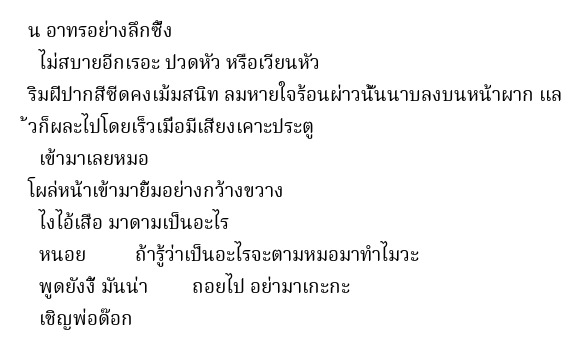 น อาทรอย่างลึกซึ้ง
ไม่สบายอีกเรอะ ปวดหัว หรือเวียนหัว
ริมฝีปากสีซีดคงเม้มสนิท ลมหายใจร้อนผ่าวนั้นนาบลงบนหน้าผาก แล
้วก็ผละไปโดยเร็วเมื่อมีเสียงเคาะประตู
เข้ามาเลยหมอ
โผล่หน้าเข้ามายิ้มอย่างกว้างขวาง
ไงไอ้เสือ มาดามเป็นอะไร
หนอย ถ้ารู้ว่าเป็นอะไรจะตามหมอมาทำไมวะ
พูดยังงี้ มันน่า ถอยไป อย่ามาเกะกะ
เชิญพ่อด๊อก